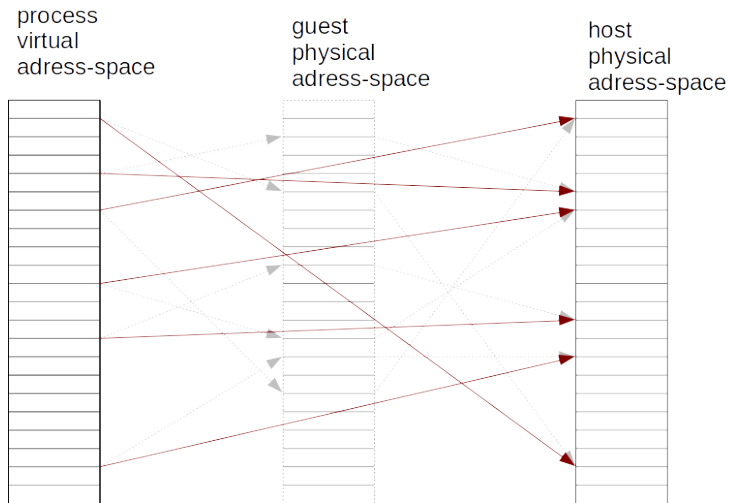 process
virtual
adress-space
guest
physical
adress-space
host
physical
adress-space